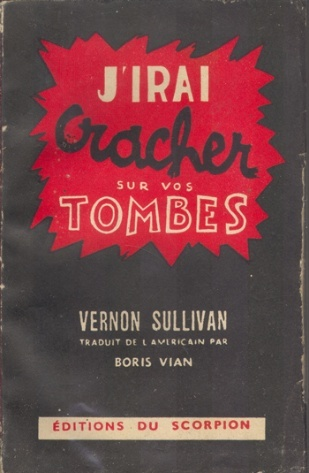 J'IRAI
Cracher
SUR VOS
TOMBES
VERNON SULLIVAN
TRADUIT DE L'AMERICAIN PAR
BORIS VIAN
ÉDITIONS DU SCORPION